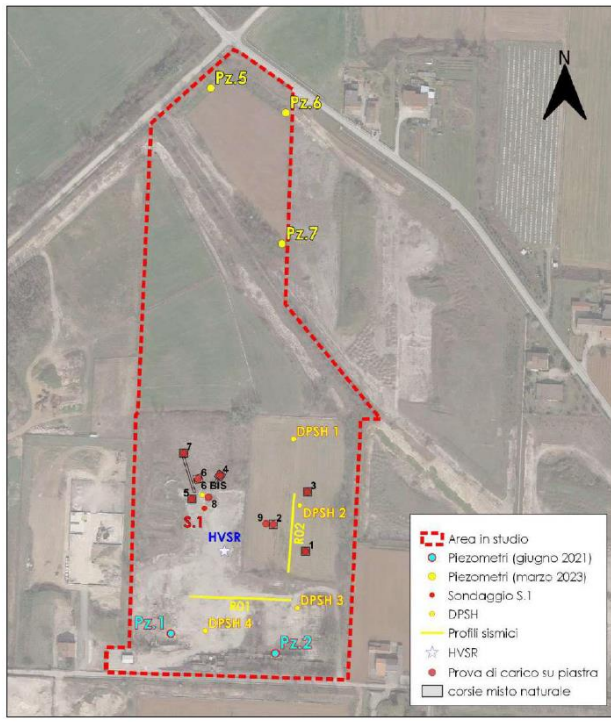 Pz.5
N
Pz.6
Pz.7
DPSH 1
7
6
4
6 BIS
3
5
8
DPSH 2
S.1
9
2
R02
HVSR
1
R01
DPSH 3
Pz.1
DPSH 4
Pz.2
Area in studio
Piezometri (giugno 2021)
Piezometri (marzo 2023)
Sondaggio S.1
DPSH
Profili sismici
HVSR
Prova di carico su piastra
corsie misto naturale